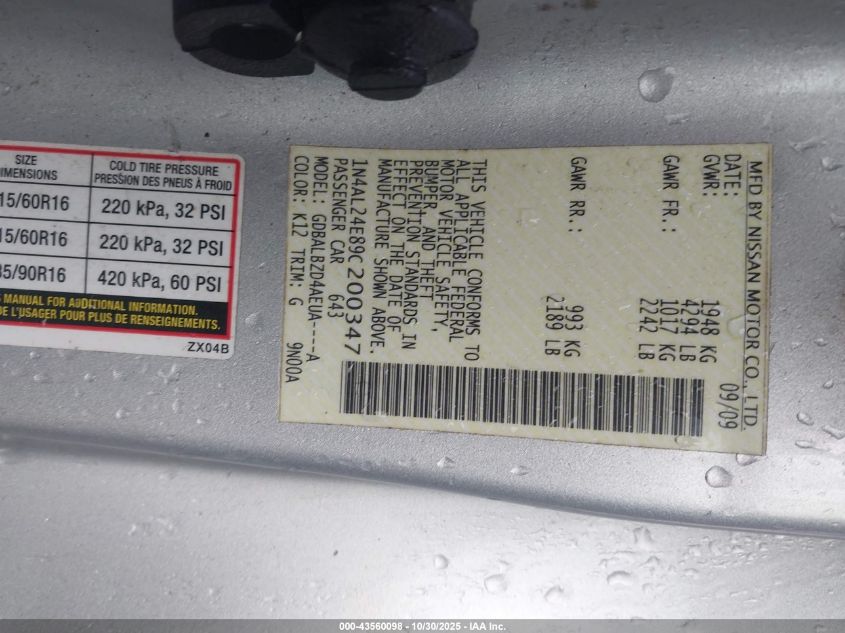 SIZE
IMENSIONS
COLD TIRE PRESSURE
PRESSION DES PNEUS À FROID
15/60R16 220 kPa, 32 PSI
15/60R16 220 kPa, 32 PSI
35/90R16 420 kPa, 60 PSI
MANUAL FOR ADDITIONAL INFORMATION.
DE L'USAGER POUR PLUS DE RENSEIGNEMENTS.
ZX04B
MFD BY NISSAN MOTOR CO., LTD.
DATE: 09/09
GVWR: 1948 KG
4294 LB
GAWR FR.: 1017 KG
2242 LB
GAWR RR.: 993 KG
2189 LB
THIS VEHICLE CONFORMS TO
ALL APPLICABLE FEDERAL
MOTOR VEHICLE SAFETY,
BUMPER, AND THEFT
PREVENTION STANDARDS IN
EFFECT ON THE DATE OF
MANUFACTURE SHOWN ABOVE.
1N4AL24E89C200347
PASSENGER CAR 643
MODEL: GDBALBZD4AEUA----A
COLOR: K12 TRIM: G 9N00A
000-43560098 - 10/30/2025 - IAA Inc.